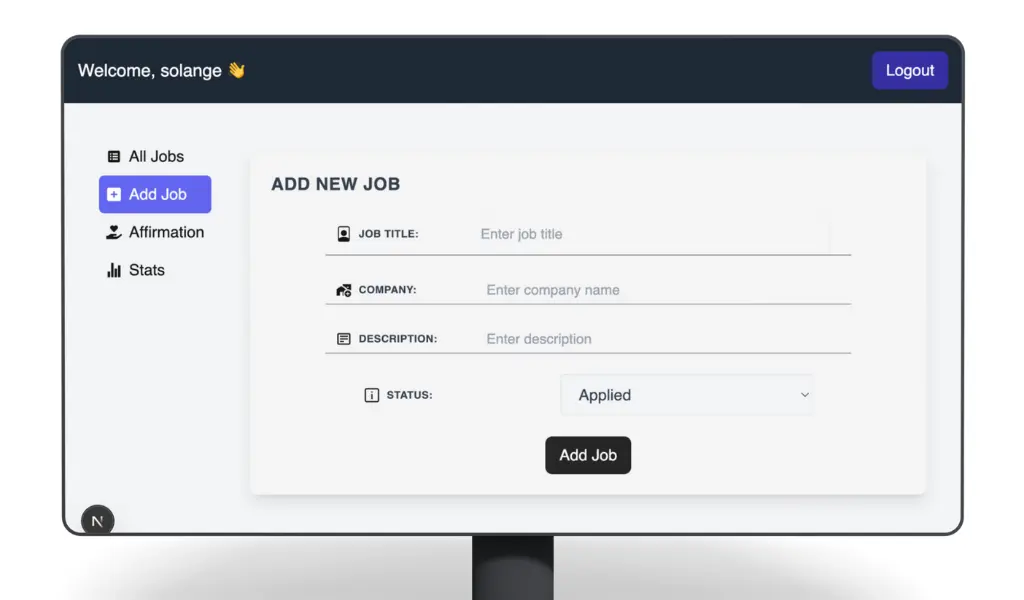 Welcome, solange 👋
Logout
All Jobs
Add Job
Affirmation
Stats
ADD NEW JOB
JOB TITLE: Enter job title
COMPANY: Enter company name
DESCRIPTION: Enter description
STATUS: Applied
Add Job
N